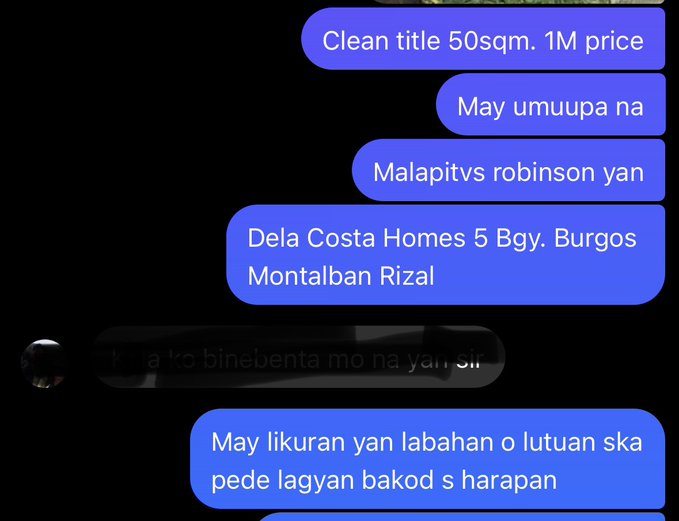 Clean title 50sqm. 1M price
May umuupa na
Malapitvs robinson yan
Dela Costa Homes 5 Bgy. Burgos
Montalban Rizal
ko binebenta mo na yan sir
May likuran yan labahan o lutuan ska
pede lagyan bakod s harapan